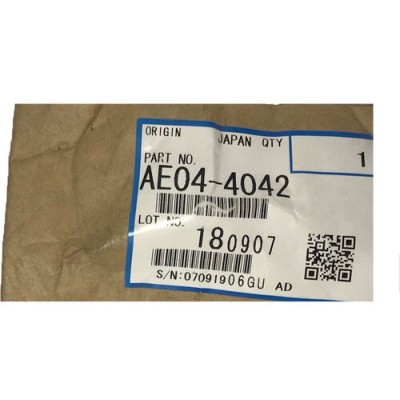 ORIGIN JAPAN QTY
1
PART NO.
AE04-4042
LOT NO. 180907
S/N:07091906GU AD